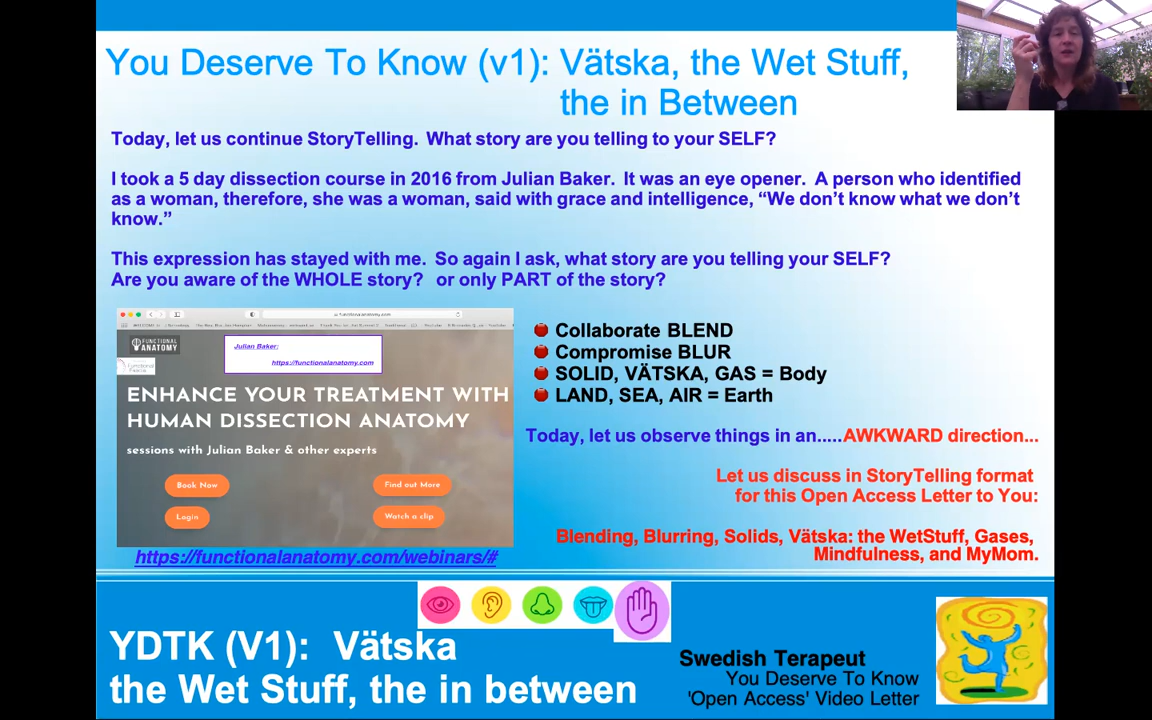 You Deserve To Know (v1): Vätska, the Wet Stuff,
the in Between
Today, let us continue StoryTelling. What story are you telling to your SELF?
I took a 5 day dissection course in 2016 from Julian Baker. It was an eye opener. A person who identified
as a woman, therefore, she was a woman, said with grace and intelligence, “We don’t know what we don’t
know.”
This expression has stayed with me. So again I ask, what story are you telling your SELF?
Are you aware of the WHOLE story? or only PART of the story?
functionalanatomy.com
FUNCTIONAL
ANATOMY
Julian Baker:
https://functionalanatomy.com
ENHANCE YOUR TREATMENT WITH
HUMAN DISSECTION ANATOMY
sessions with Julian Baker & other experts
Book Now
Find out More
Login
Watch a clip
https://functionalanatomy.com/webinars/#
Collaborate BLEND
Compromise BLUR
SOLID, VÄTSKA, GAS = Body
LAND, SEA, AIR = Earth
Today, let us observe things in an.....AWKWARD direction...
Let us discuss in StoryTelling format
for this Open Access Letter to You:
Blending, Blurring, Solids, Vätska: the WetStuff, Gases,
Mindfulness, and MyMom.
YDTK (V1): Vätska
the Wet Stuff, the in between
Swedish Terapeut
You Deserve To Know
'Open Access' Video Letter